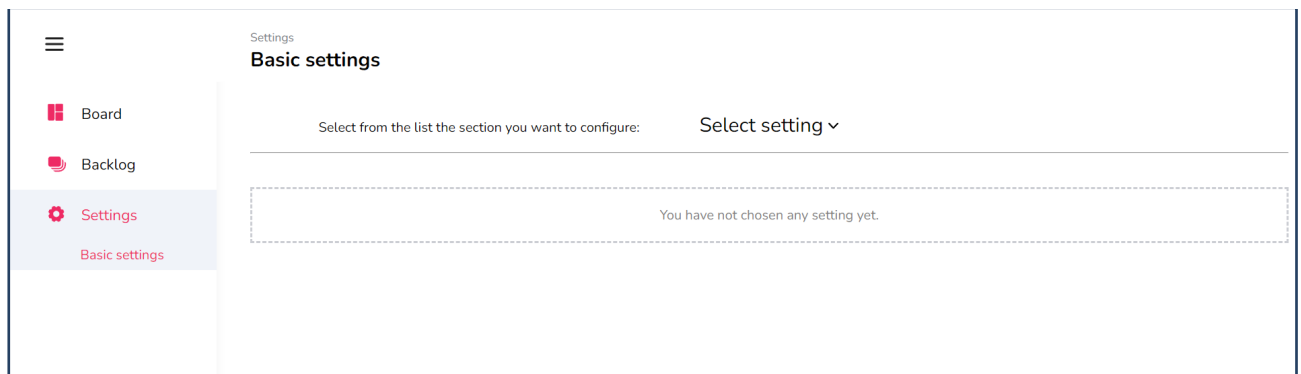 Settings
Basic settings
Board
Backlog
Settings
Basic settings
Select from the list the section you want to configure:
Select setting
You have not chosen any setting yet.